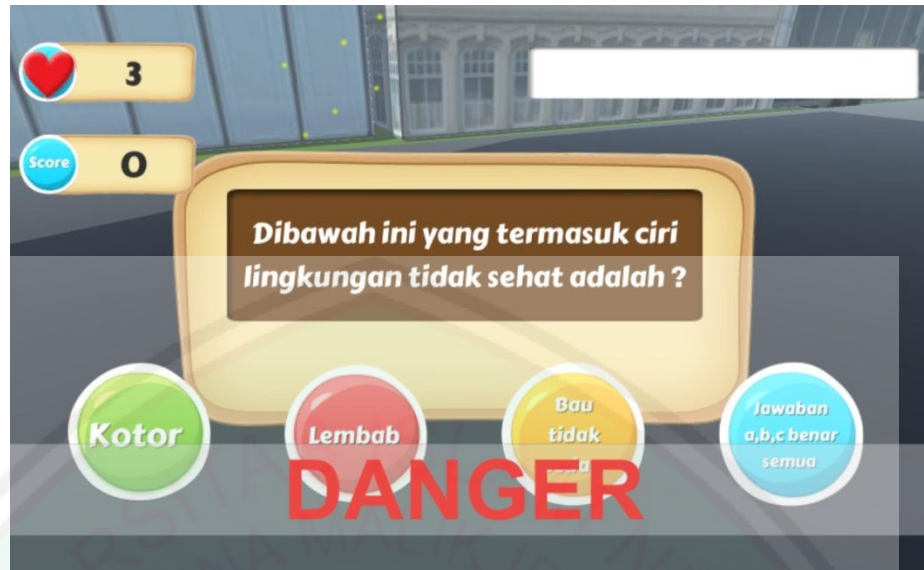 3
Score
0
Dibawah ini yang termasuk ciri
lingkungan tidak sehat adalah ?
Kotor
Lembab
Bau
tidak
Jawaban
a,b,c benar
semua
DANGER